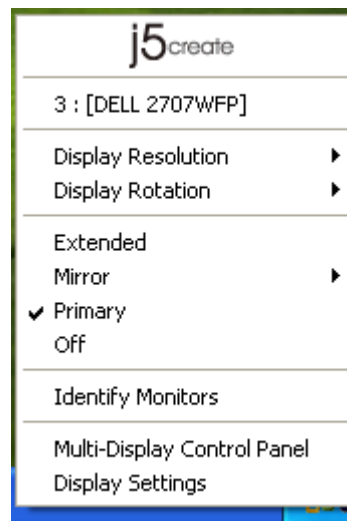 j5create
3 : [DELL 2707WFP]
Display Resolution
Display Rotation
Extended
Mirror
Primary
Off
Identify Monitors
Multi-Display Control Panel
Display Settings